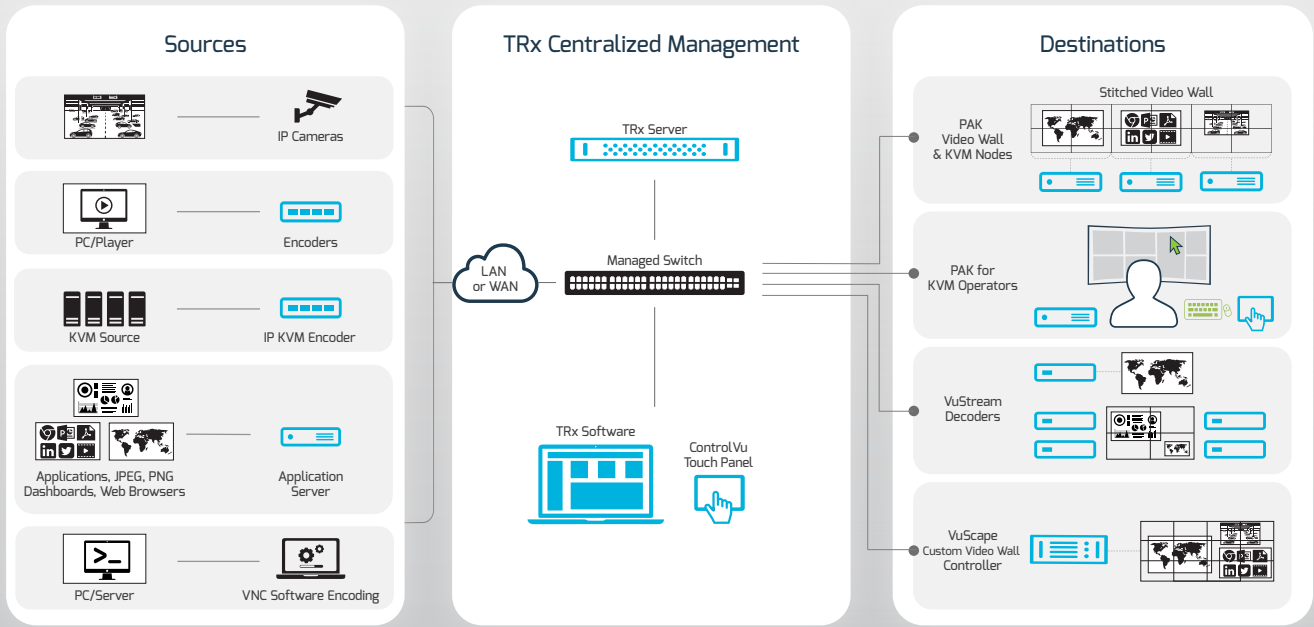 Sources
IP Cameras
PC/Player
Encoders
KVM Source
IP KVM Encoder
Applications, JPEG, PNG
Dashboards, Web Browsers
Application
Server
PC/Server
VNC Software Encoding
TRx Centralized Management
TRx Server
LAN
or WAN
Managed Switch
TRx Software
ControlVu
Touch Panel
Destinations
PAK
Video Wall
& KVM Nodes
Stitched Video Wall
PAK for
KVM Operators
VuStream
Decoders
VuScape
Custom Video Wall
Controller